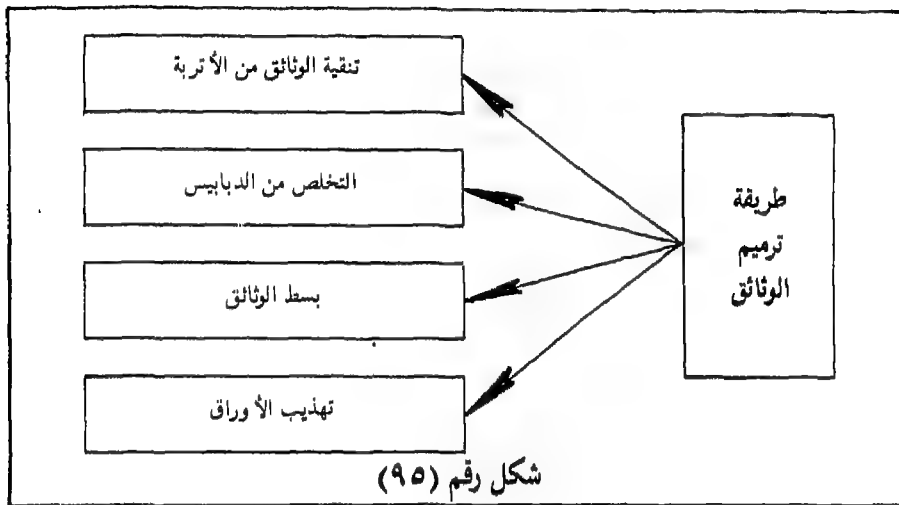 طريقة
ترميم
الوثائق
تنقية الوثائق من الأتربة
التخلص من الدبابيس
بسط الوثائق
تهذيب الأوراق
شكل رقم (٩٥)